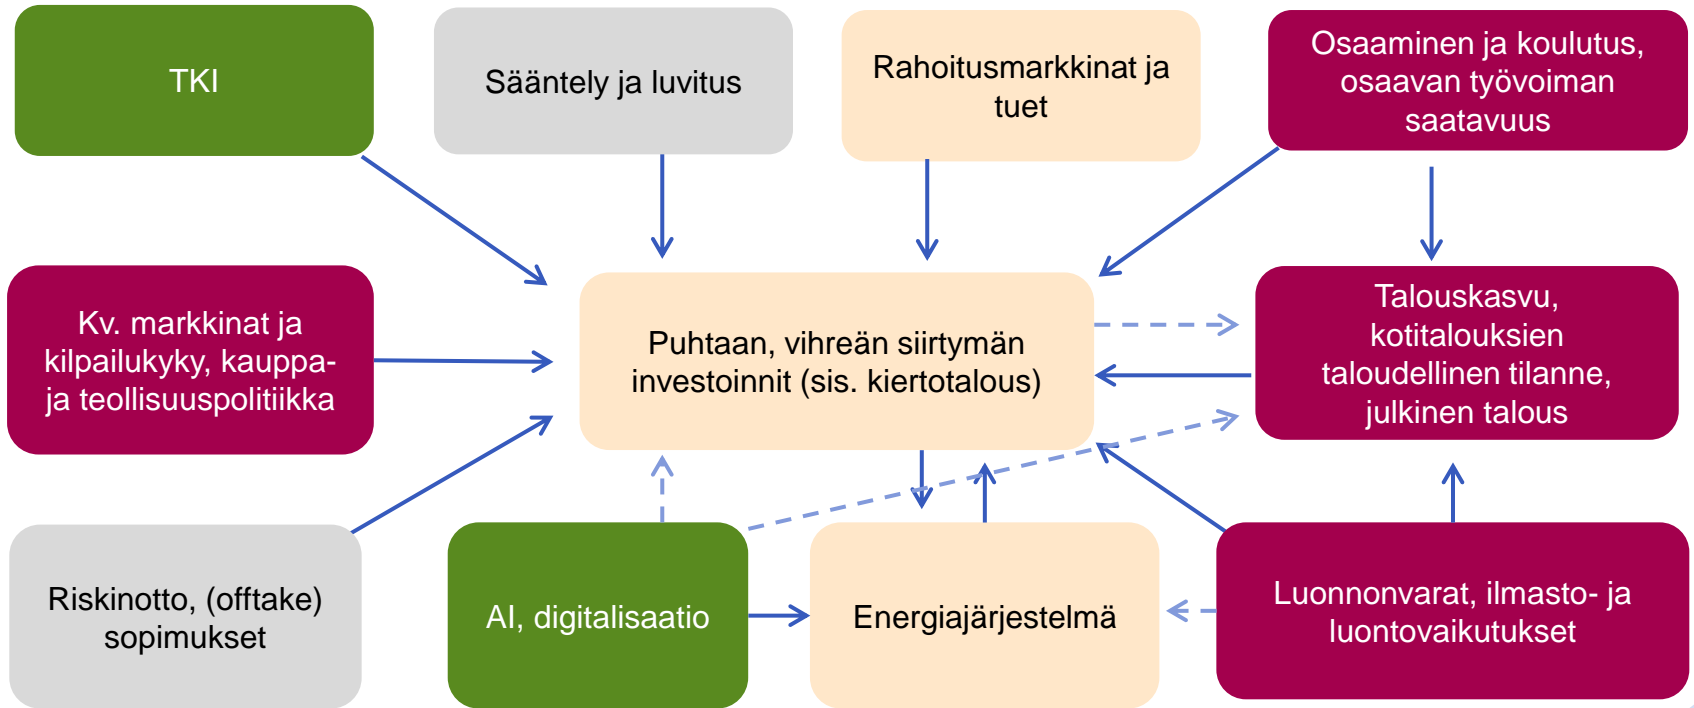 TKI
Sääntely ja luvitus
Rahoitusmarkkinat ja
tuet
Osaaminen ja koulutus,
osaavan työvoiman
saatavuus
Kv. markkinat ja
kilpailukyky, kauppa-
ja teollisuuspolitiikka
Puhtaan, vihreän siirtymän
investoinnit (sis. kiertotalous)
Talouskasvu,
kotitalouksien
taloudellinen tilanne,
julkinen talous
Riskinotto, (offtake)
sopimukset
AI, digitalisaatio
Energiajärjestelmä
Luonnonvarat, ilmasto- ja
luontovaikutukset